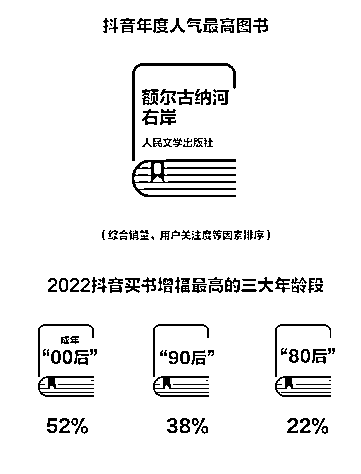 抖音年度人气最高图书
额尔古纳河
右岸
人民文学出版社
(综合销量、用户关注度等因素排序)
2022抖音买书增幅最高的三大年龄段
成年
“00后”
“90后”
“80后”
52%
38%
22%